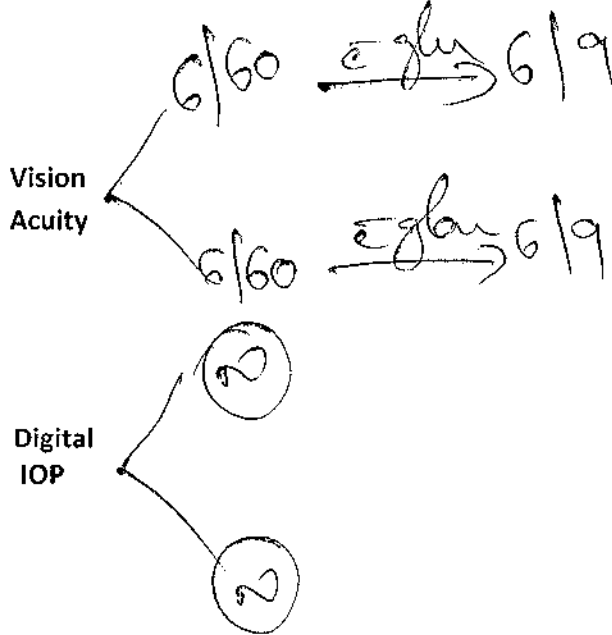 6/60 c̄ glass → 6/9
Vision
Acuity
6/60 c̄ glass → 6/9
N
Digital
IOP
N